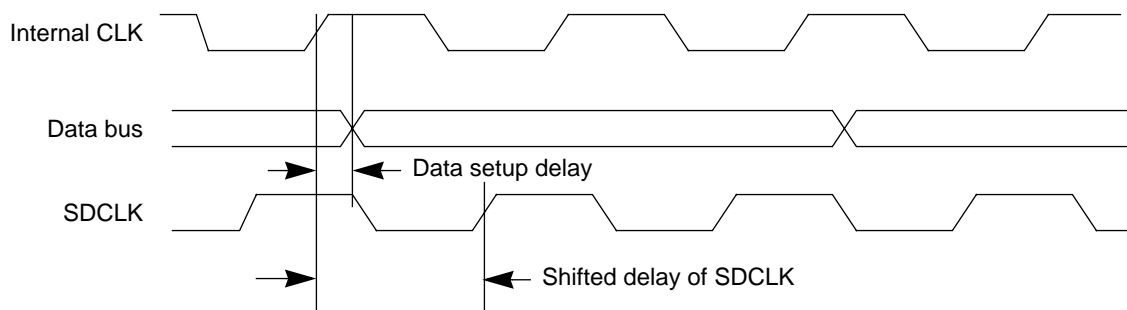 Internal CLK
Data bus
Data setup delay
SDCLK
Shifted delay of SDCLK